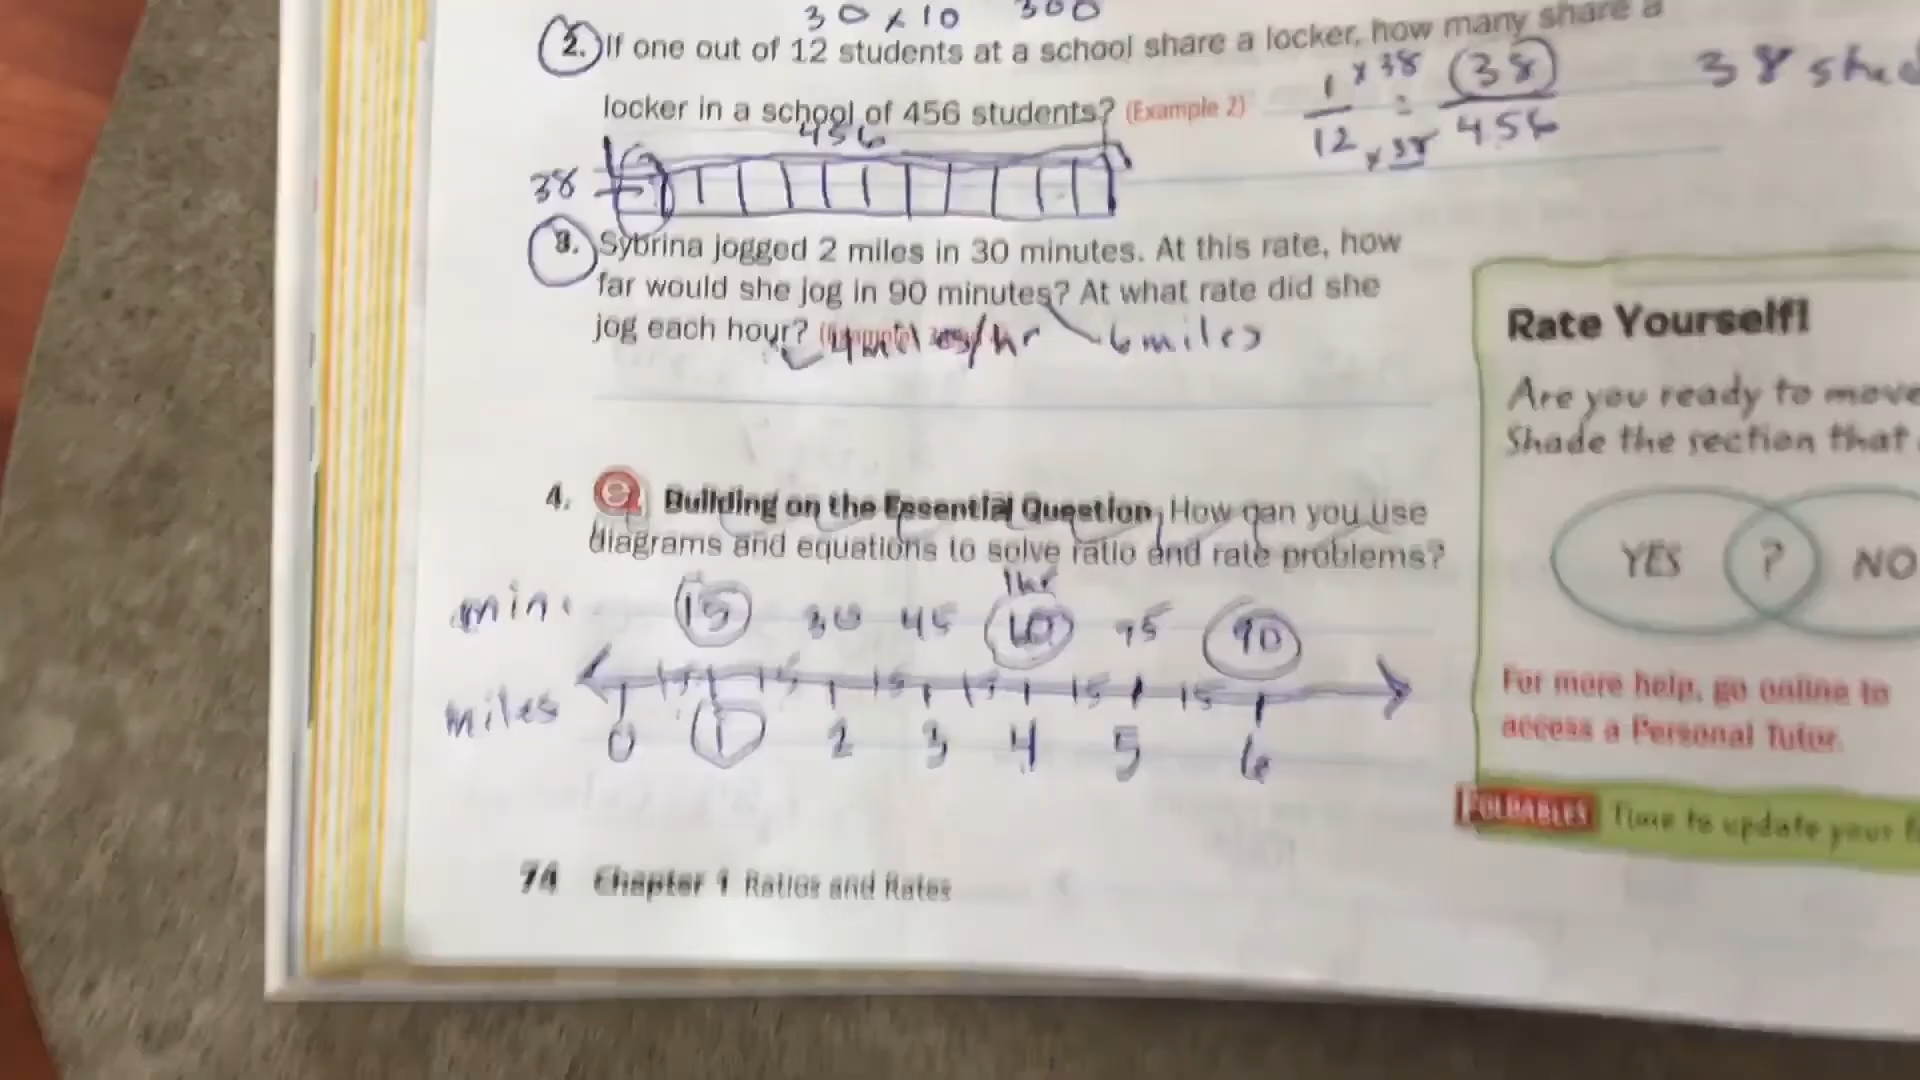 30 x 10 300
2. If one out of 12 students at a school share a locker, how many share a
locker in a school of 456 students? (Example 2)
1 x 38 = 38
12 x 38 456
38 sha
456
38
3. Sybrina jogged 2 miles in 30 minutes. At this rate, how
far would she jog in 90 minutes? At what rate did she
jog each hour?
4 miles/hr 6 miles
4. Building on the Essential Question How can you use
diagrams and equations to solve ratio and rate problems?
1hr
min. 15 30 45 60 75 90
15 15 15 15 15 15
miles 0 1 2 3 4 5 6
74 Chapter 1 Ratios and Rates
Rate Yourself!
Are you ready to move
Shade the section that
YES ? NO
For more help, go online to
access a Personal Tutor.
FOLDABLES Time to update your